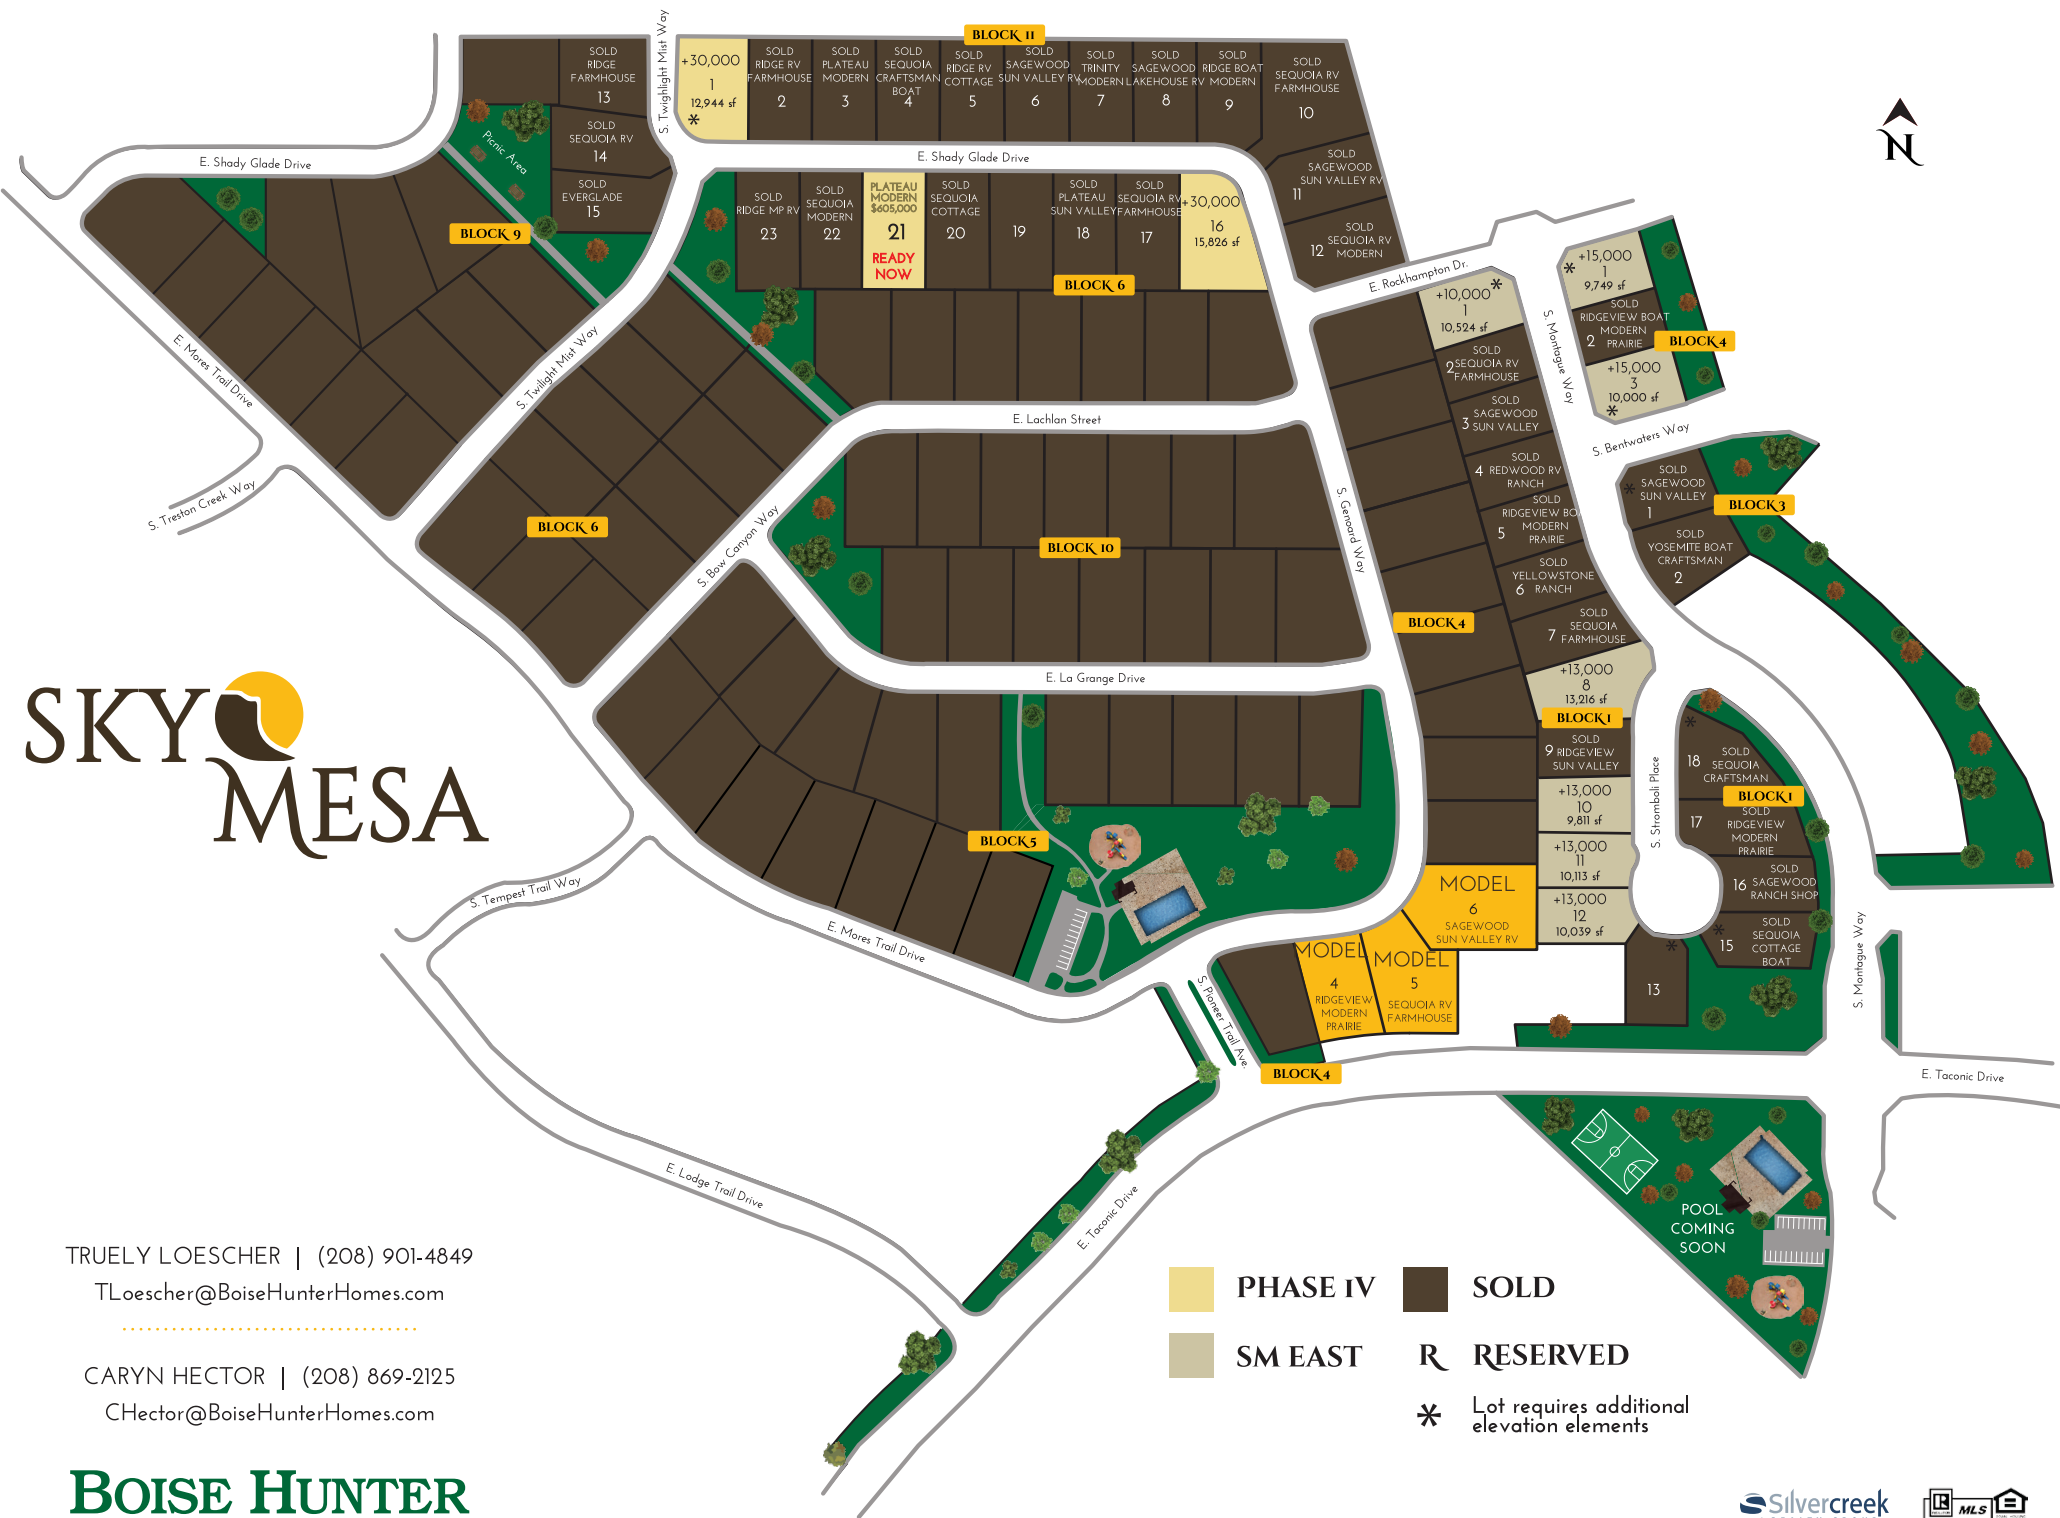 BLOCK 11
S. Twighlight Mist Way
SOLD
RIDGE
FARMHOUSE
13
SOLD
SEQUOIA RV
14
SOLD
EVERGLADE
15
Picnic Area
BLOCK 9
+30,000
1
12,944 sf
*
SOLD
RIDGE RV
FARMHOUSE
2
SOLD
PLATEAU
MODERN
3
SOLD
SEQUOIA
CRAFTSMAN
BOAT
4
SOLD
RIDGE RV
COTTAGE
5
SOLD
SAGEWOOD
SUN VALLEY RV
6
SOLD
TRINITY
MODERN
7
SOLD
SAGEWOOD
LAKEHOUSE RV
8
SOLD
RIDGE BOAT
MODERN
9
SOLD
SEQUOIA RV
FARMHOUSE
10
SOLD
SAGEWOOD
SUN VALLEY RV
11
SOLD
SEQUOIA RV
MODERN
12
E. Shady Glade Drive
E. Shady Glade Drive
SOLD
RIDGE MP RV
23
SOLD
SEQUOIA
MODERN
22
PLATEAU
MODERN
$605,000
21
READY
NOW
SOLD
SEQUOIA
COTTAGE
20
19
SOLD
PLATEAU
SUN VALLEY
18
SOLD
SEQUOIA RV
FARMHOUSE
17
+30,000
16
15,826 sf
BLOCK 6
N
E. Rockhampton Dr.
+10,000
*
1
10,524 sf
SOLD
SEQUOIA RV
FARMHOUSE
2
SOLD
SAGEWOOD
SUN VALLEY
3
SOLD
REDWOOD RV
RANCH
4
SOLD
RIDGEVIEW BO
MODERN
PRAIRIE
5
SOLD
YELLOWSTONE
RANCH
6
SOLD
SEQUOIA
FARMHOUSE
7
+13,000
8
13,216 sf
BLOCK 1
SOLD
RIDGEVIEW
SUN VALLEY
9
+13,000
10
9,811 sf
+13,000
11
10,113 sf
+13,000
12
10,039 sf
*
13
S. Montague Way
+15,000
*
1
9,749 sf
SOLD
RIDGEVIEW BOAT
MODERN
PRAIRIE
2
BLOCK 4
+15,000
3
10,000 sf
*
S. Bentwaters Way
SOLD
SAGEWOOD
SUN VALLEY
*
1
BLOCK 3
SOLD
YOSEMITE BOAT
CRAFTSMAN
2
E. Mores Trail Drive
S. Twilight Mist Way
S. Treston Creek Way
BLOCK 6
E. Lachlan Street
S. Bow Canyon Way
BLOCK 10
S. Genoard Way
BLOCK 4
E. La Grange Drive
S. Stromboli Place
*
18
SOLD
SEQUOIA
CRAFTSMAN
BLOCK 1
17
SOLD
RIDGEVIEW
MODERN
PRAIRIE
16
SOLD
SAGEWOOD
RANCH SHOP
*
15
SOLD
SEQUOIA
COTTAGE
BOAT
BLOCK 5
S. Tempest Trail Way
E. Mores Trail Drive
MODEL
6
SAGEWOOD
SUN VALLEY RV
MODEL
4
RIDGEVIEW
MODERN
PRAIRIE
MODEL
5
SEQUOIA RV
FARMHOUSE
S. Pioneer Trail Ave.
BLOCK 4
S. Montague Way
E. Taconic Drive
E. Lodge Trail Drive
E. Taconic Drive
POOL
COMING
SOON
SKY
MESA
TRUELY LOESCHER | (208) 901-4849
TLoescher@BoiseHunterHomes.com
CARYN HECTOR | (208) 869-2125
CHector@BoiseHunterHomes.com
BOISE HUNTER
PHASE IV
SOLD
SM EAST
R RESERVED
* Lot requires additional
elevation elements
Silvercreek
R MLS